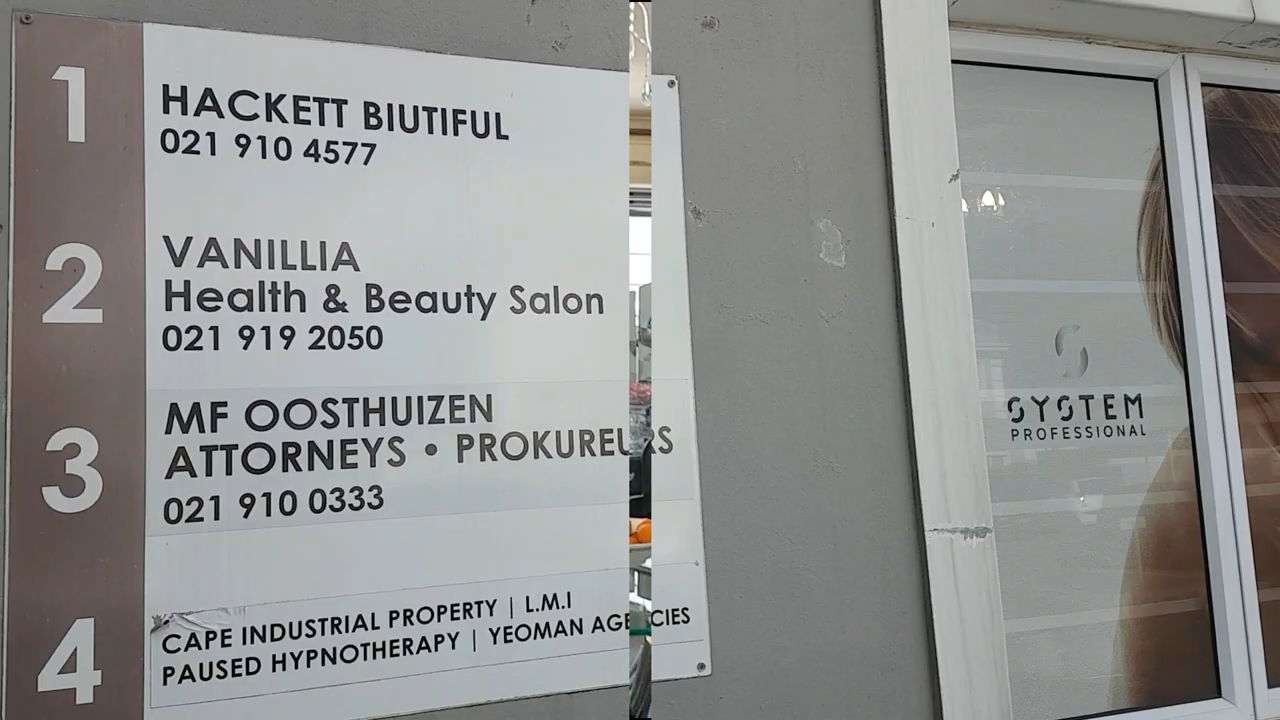 1
HACKETT BIUTIFUL
021 910 4577
2
VANILLIA
Health & Beauty Salon
021 919 2050
3
MF OOSTHUIZEN
ATTORNEYS • PROKUREURS
021 910 0333
4
CAPE INDUSTRIAL PROPERTY | L.M.I
PAUSED HYPNOTHERAPY | YEOMAN AGENCIES
SYSTEM
PROFESSIONAL